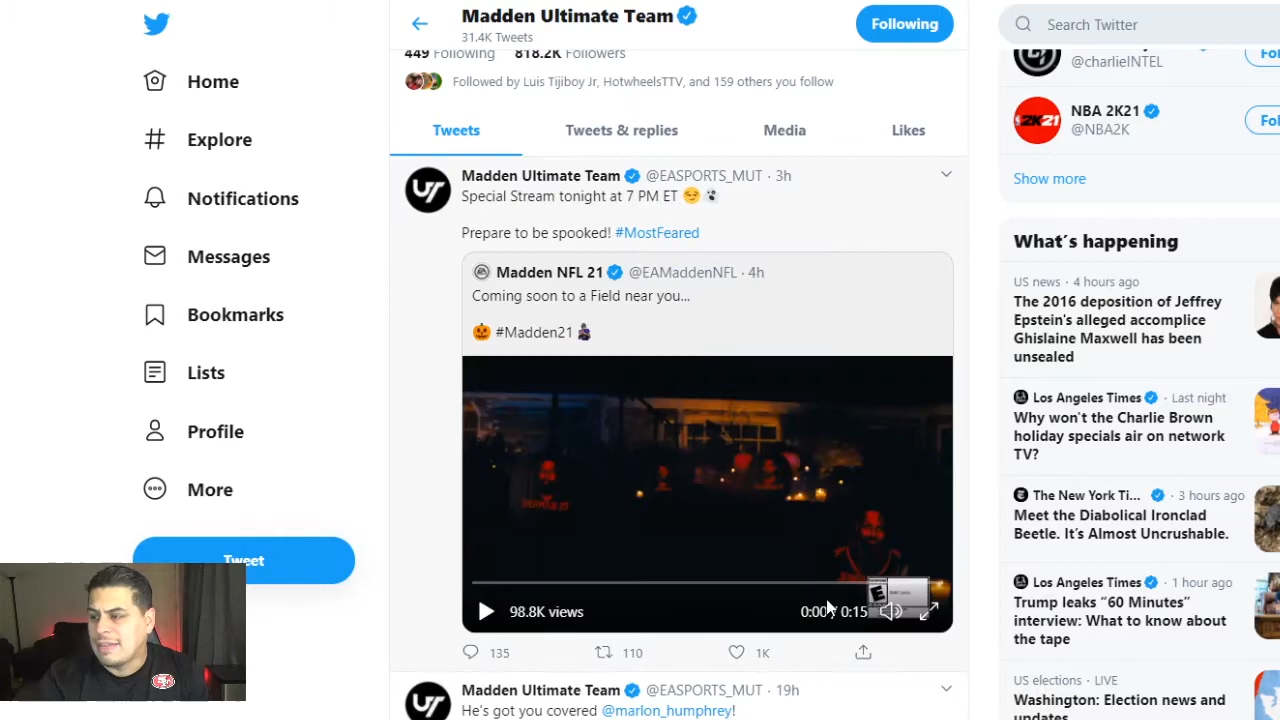 Madden Ultimate Team
31.4K Tweets
Following
449 Following 818.2K Followers
Followed by Luis Tijiboy Jr, HotwheelsTTV, and 159 others you follow
Tweets
Tweets & replies
Media
Likes
Home
Explore
Notifications
Messages
Bookmarks
Lists
Profile
More
Tweet
UT
Madden Ultimate Team @EASPORTS_MUT · 3h
Special Stream tonight at 7 PM ET 😏 👻
Prepare to be spooked! #MostFeared
Madden NFL 21 @EAMaddenNFL · 4h
Coming soon to a Field near you...
🎃 #Madden21
E
98.8K views
0:00 / 0:15
135
110
1K
UT
Madden Ultimate Team @EASPORTS_MUT · 19h
He's got you covered @marlon_humphrey!
Search Twitter
@charlieINTEL
2K21
NBA 2K21
@NBA2K
Fol
Show more
What's happening
US news · 4 hours ago
The 2016 deposition of Jeffrey
Epstein's alleged accomplice
Ghislaine Maxwell has been
unsealed
Los Angeles Times · Last night
Why won't the Charlie Brown
holiday specials air on network
TV?
The New York Ti... · 3 hours ago
Meet the Diabolical Ironclad
Beetle. It's Almost Uncrushable.
Los Angeles Times · 1 hour ago
Trump leaks "60 Minutes"
interview: What to know about
the tape
US elections · LIVE
Washington: Election news and
updates
SF